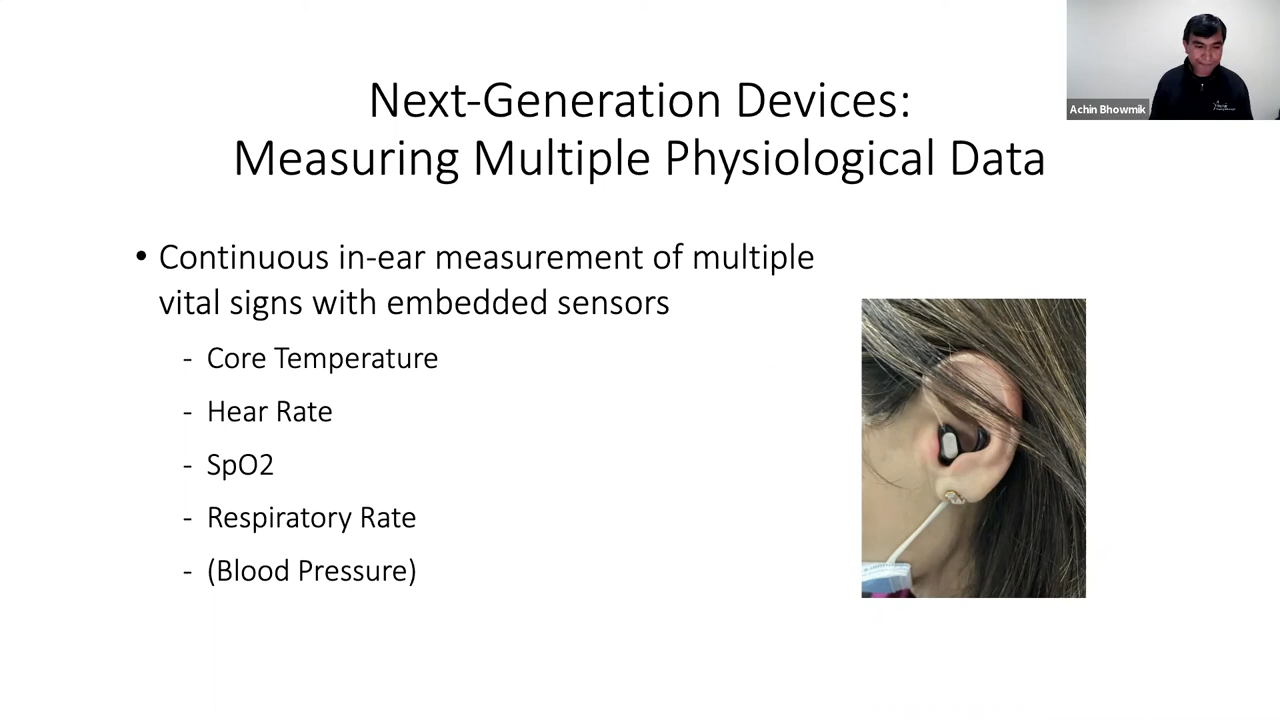 Next-Generation Devices:
Measuring Multiple Physiological Data
Achin Bhowmik
• Continuous in-ear measurement of multiple
vital signs with embedded sensors
- Core Temperature
- Hear Rate
- SpO2
- Respiratory Rate
- (Blood Pressure)